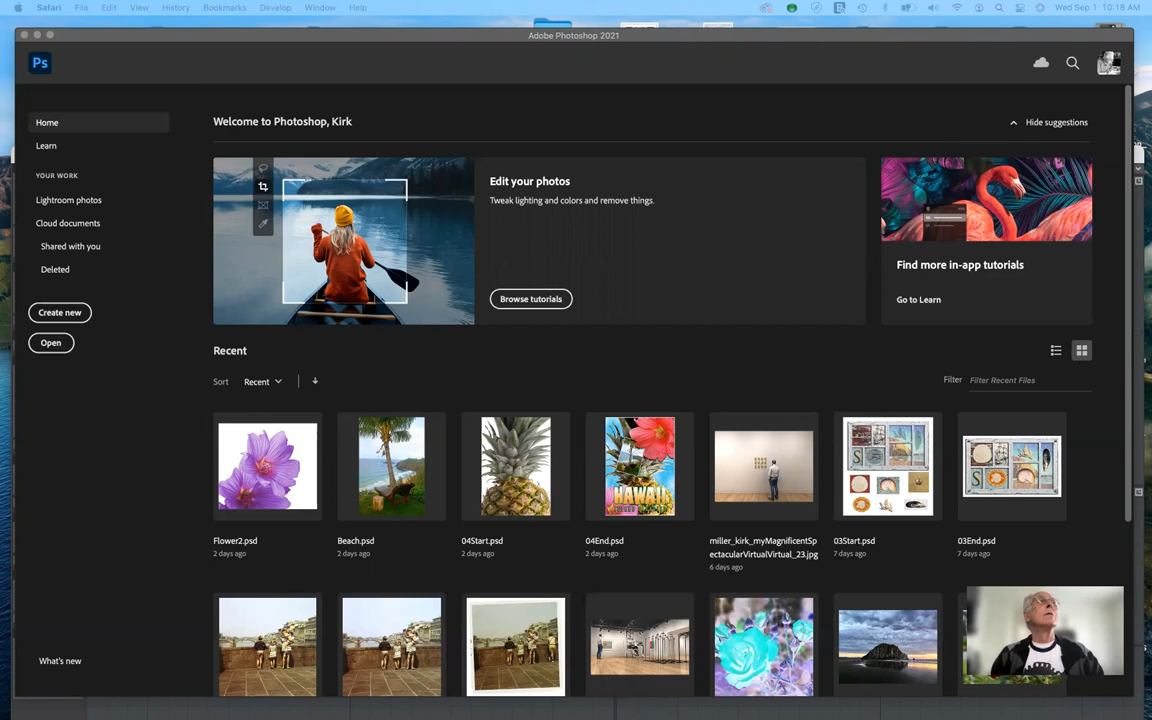 Safari File Edit View History Bookmarks Develop Window Help Wed Sep 1 10:18 AM
Adobe Photoshop 2021
Ps
Home
Welcome to Photoshop, Kirk
Hide suggestions
Learn
YOUR WORK
Lightroom photos
Cloud documents
Shared with you
Deleted
Create new
Open
Edit your photos
Tweak lighting and colors and remove things.
Browse tutorials
Find more in-app tutorials
Go to Learn
Recent
Sort Recent
Filter Filter Recent Files
HAWAII
S
S
Flower2.psd
2 days ago
Beach.psd
2 days ago
04Start.psd
2 days ago
04End.psd
2 days ago
miller_kirk_myMagnificentSp
ectacularVirtualVirtual_23.jpg
6 days ago
03Start.psd
7 days ago
03End.psd
7 days ago
What's new